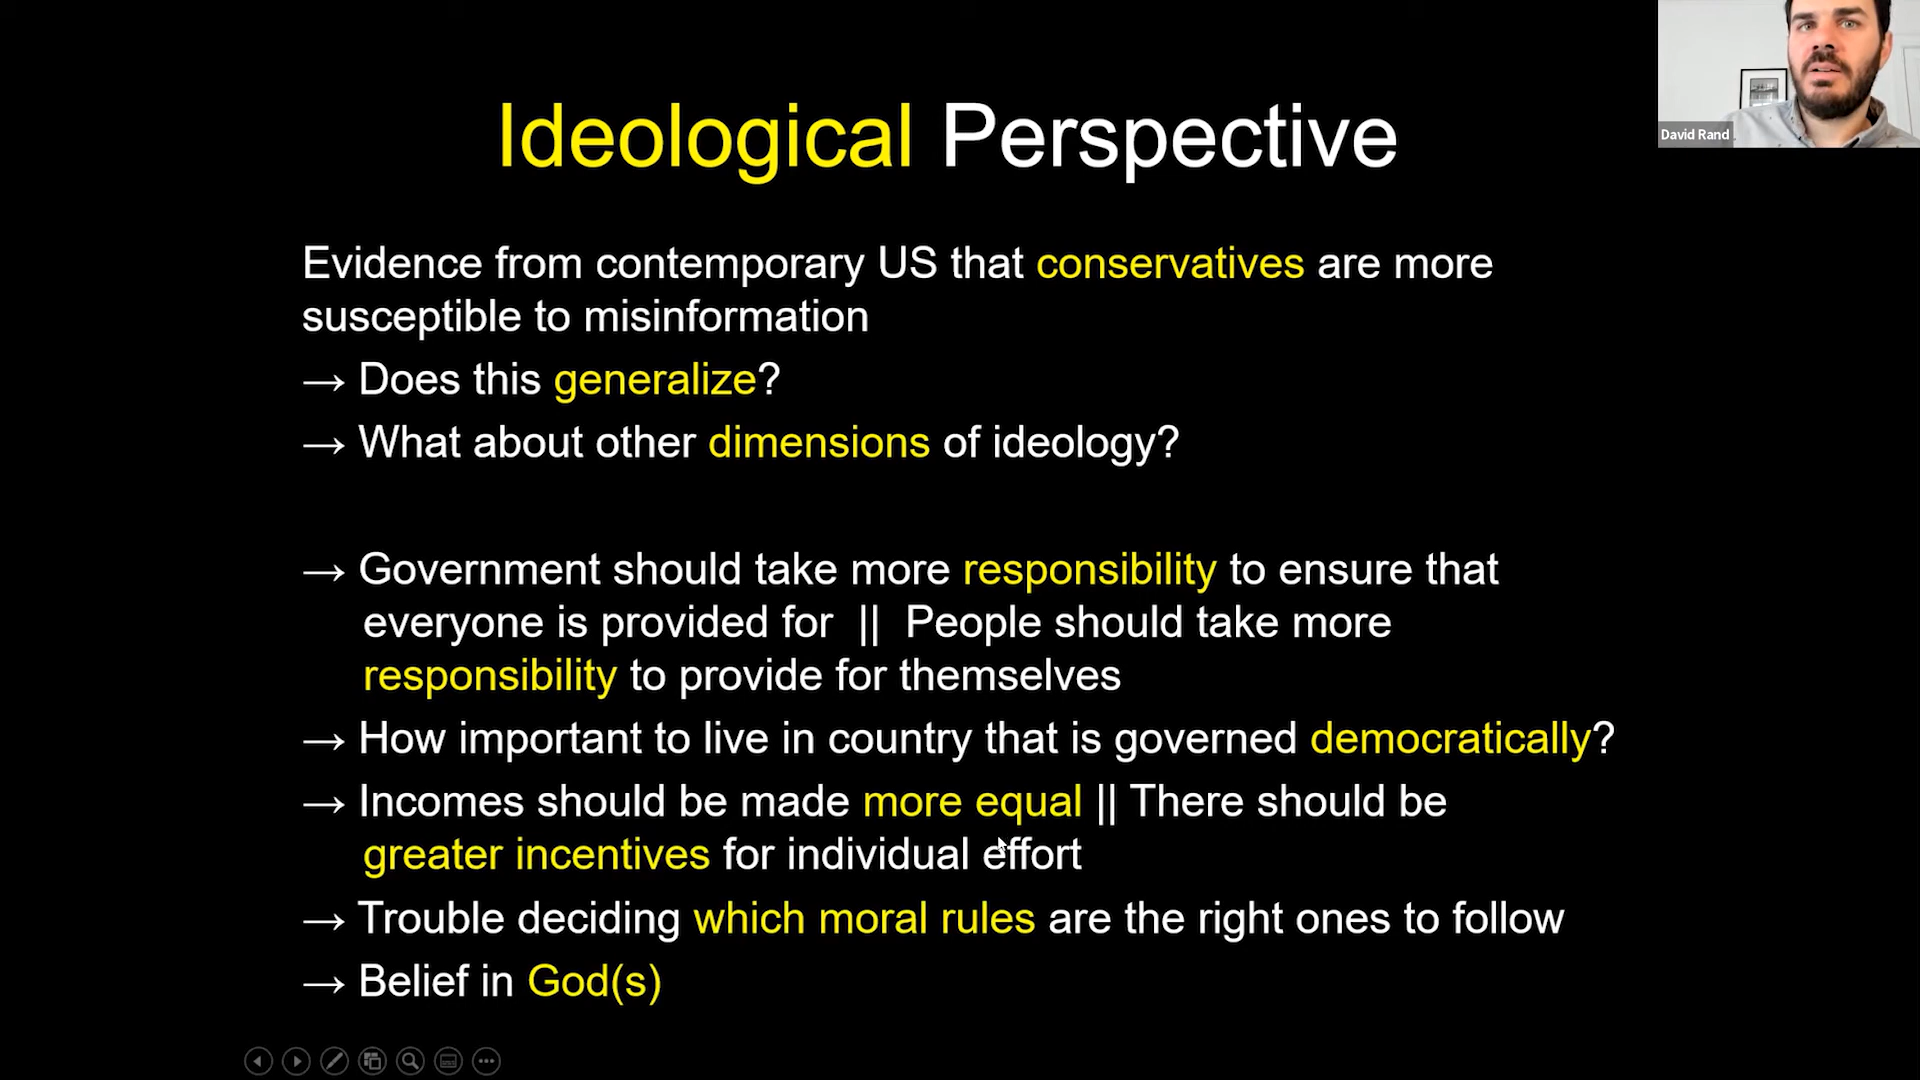 David Rand
Ideological Perspective
Evidence from contemporary US that conservatives are more
susceptible to misinformation
→ Does this generalize?
→ What about other dimensions of ideology?
→ Government should take more responsibility to ensure that
everyone is provided for || People should take more
responsibility to provide for themselves
→ How important to live in country that is governed democratically?
→ Incomes should be made more equal || There should be
greater incentives for individual effort
→ Trouble deciding which moral rules are the right ones to follow
→ Belief in God(s)